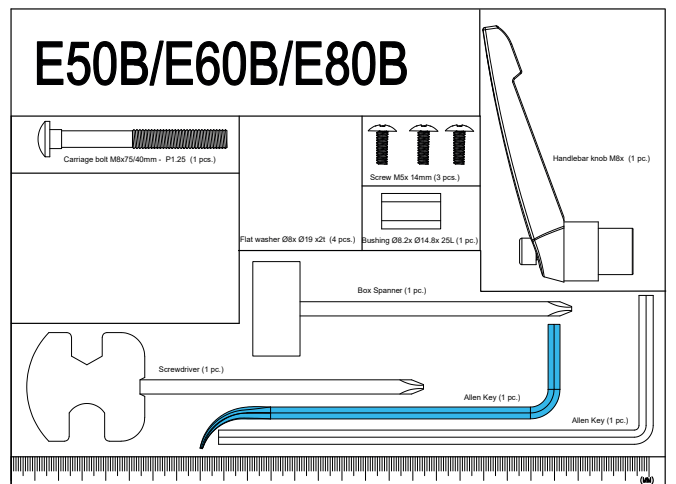 E50B/E60B/E80B
Carriage bolt M8x75/40mm - P1.25 (1 pcs.)
Screw M5x 14mm (3 pcs.)
Handlebar knob M8x (1 pc.)
Flat washer Ø8x Ø19 x2t (4 pcs.)
Bushing Ø8.2x Ø14.8x 25L (1 pc.)
Box Spanner (1 pc.)
Screwdriver (1 pc.)
Allen Key (1 pc.)
Allen Key (1 pc.)
(MM)